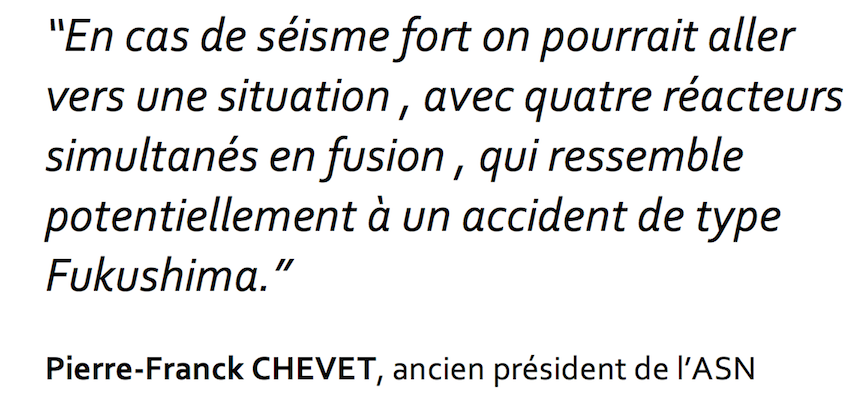 “En cas de séisme fort on pourrait aller
vers une situation , avec quatre réacteurs
simultanés en fusion , qui ressemble
potentiellement à un accident de type
Fukushima.”
Pierre-Franck CHEVET, ancien président de l’ASN